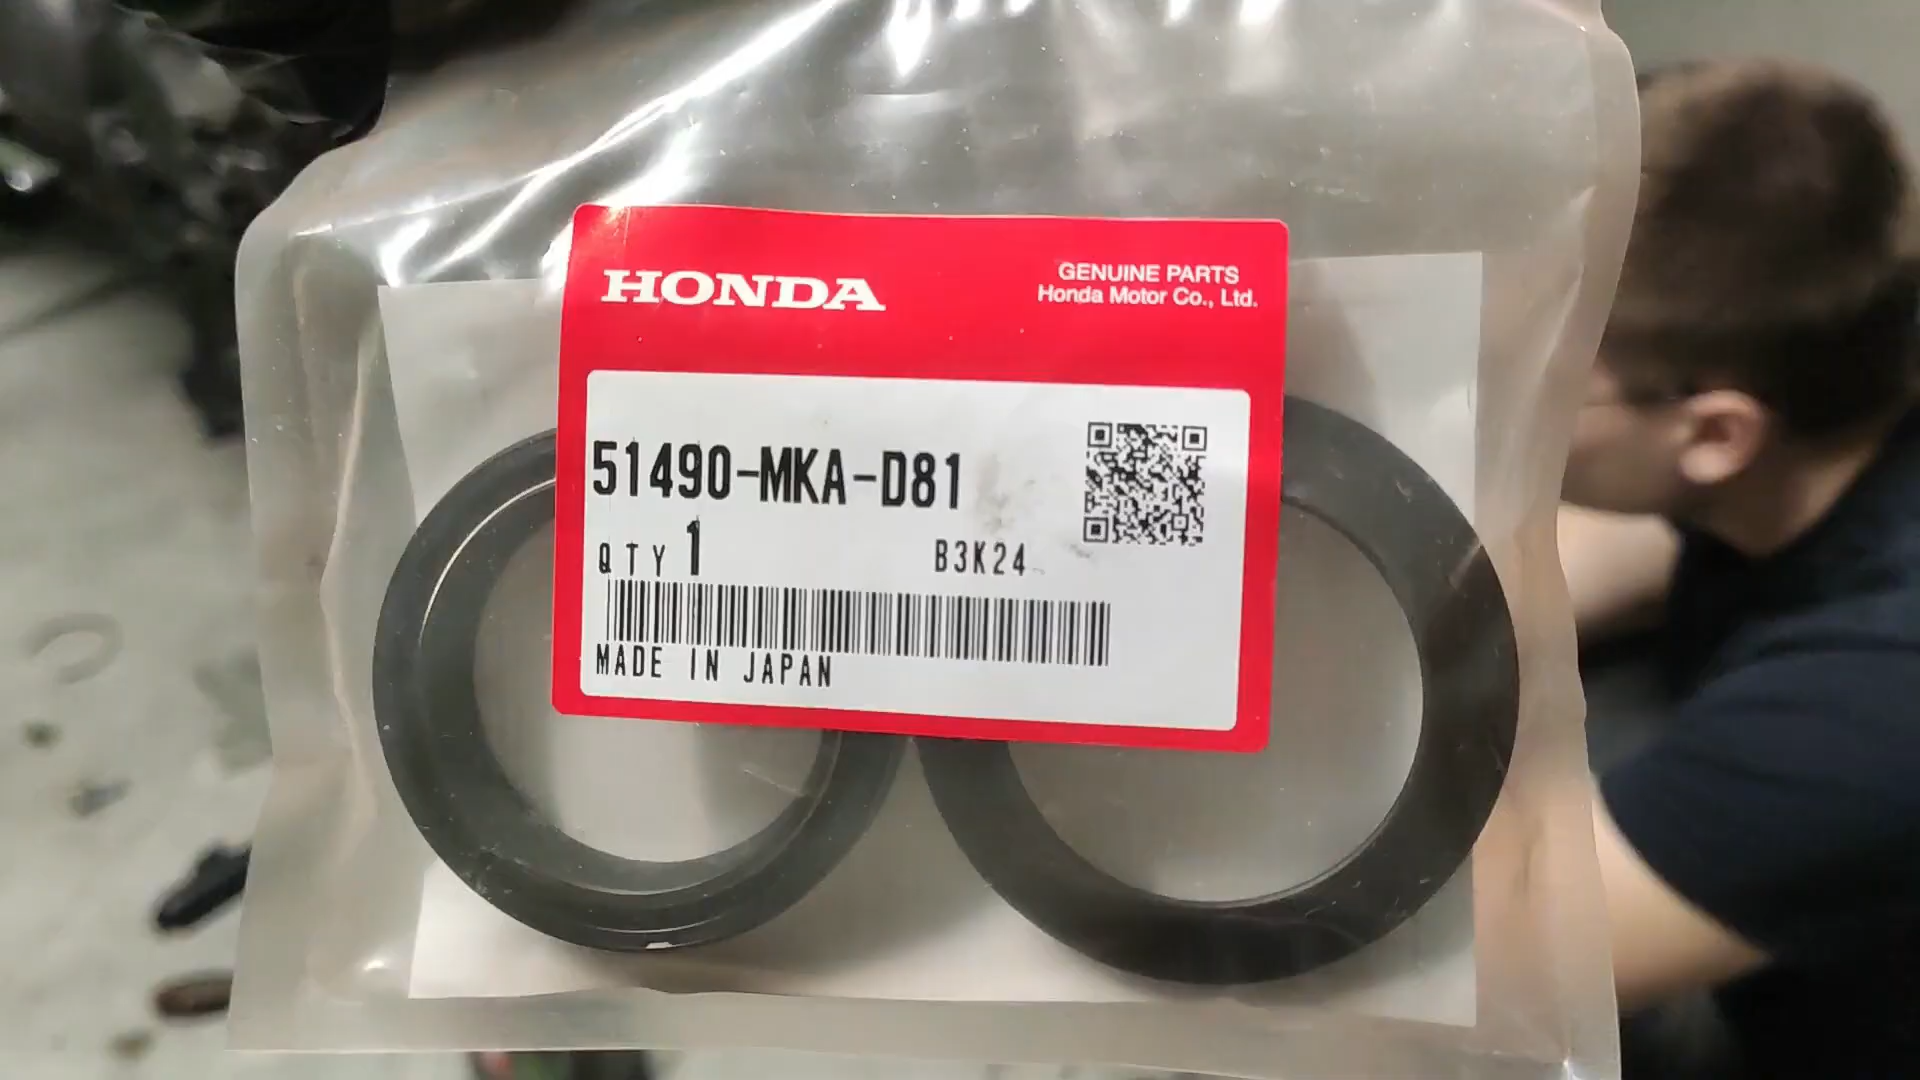 HONDA
GENUINE PARTS
Honda Motor Co., Ltd.
51490-MKA-D81
QTY 1 B3K24
MADE IN JAPAN